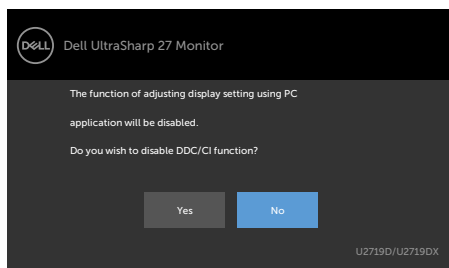 DELL
Dell UltraSharp 27 Monitor
The function of adjusting display setting using PC
application will be disabled.
Do you wish to disable DDC/CI function?
Yes
No
U2719D/U2719DX